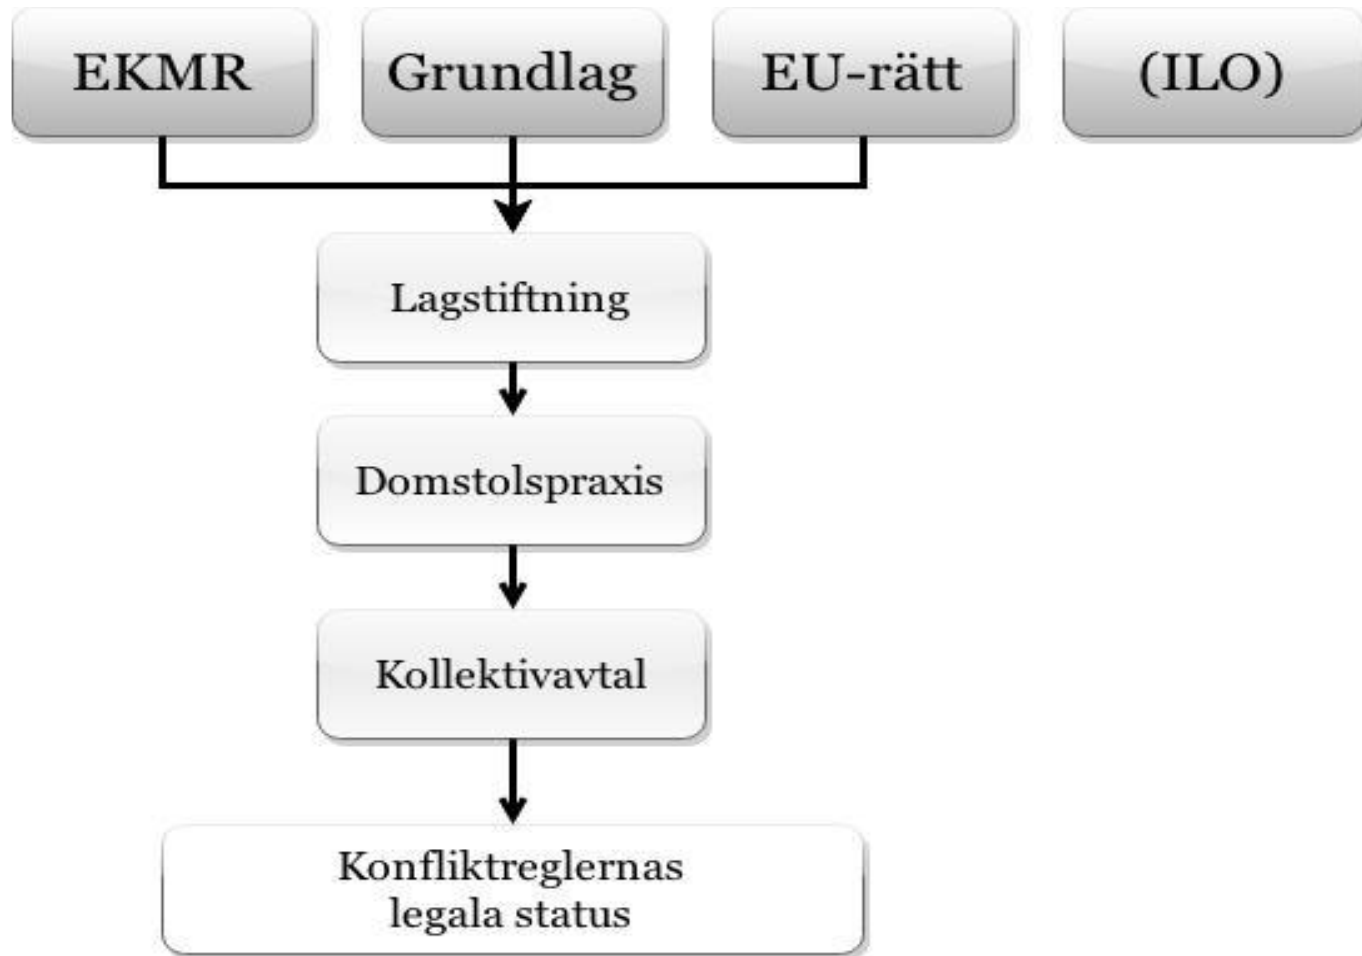 EKMR
Grundlag
EU-rätt
(ILO)
Lagstiftning
Domstolspraxis
Kollektivavtal
Konfliktreglernas
legala status